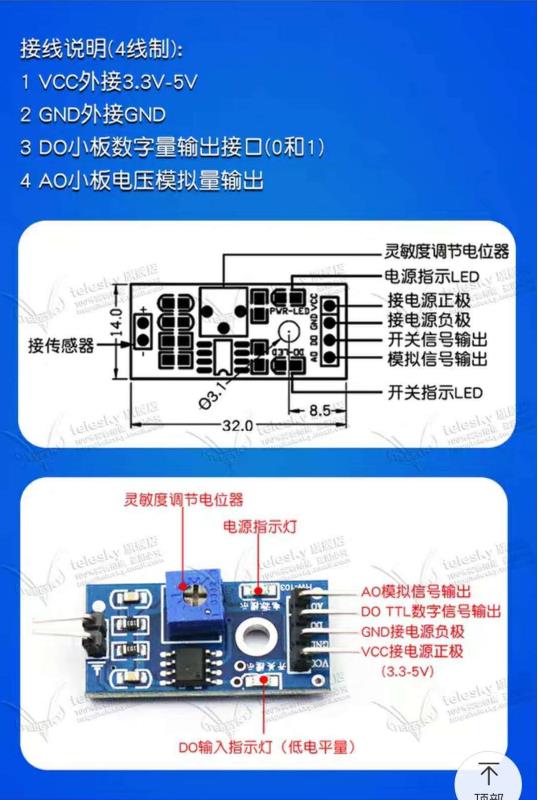 接线说明(4线制):
1 VCC外接3.3V-5V
2 GND外接GND
3 DO小板数字量输出接口(0和1)
4 AO小板电压模拟量输出
灵敏度调节电位器
电源指示LED
接电源正极
接电源负极
开关信号输出
模拟信号输出
开关指示LED
接传感器
+
-
14.0
PWR-LED
VCC
GND
DO
AO
DO-LED
Θ3.1
8.5
32.0
telesky 旗舰店
灵敏度调节电位器
电源指示灯
HW-103
电源指示
AO
DO
GND
VCC
开关指示
AO模拟信号输出
DO TTL数字信号输出
GND接电源负极
VCC接电源正极
(3.3-5V)
DO输入指示灯（低电平量）
顶部